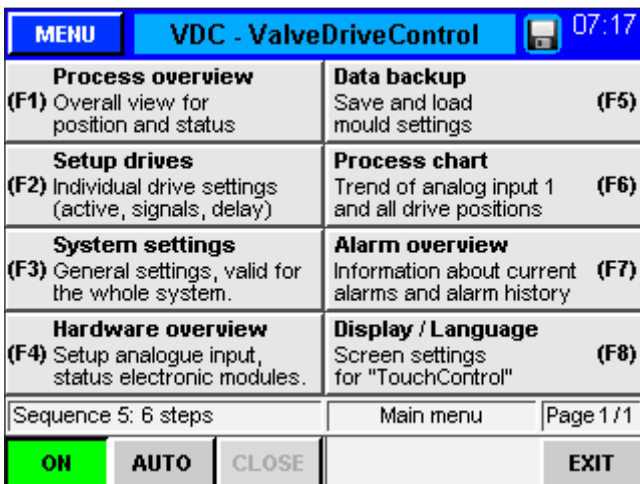 MENU
VDC - ValveDriveControl
07:17
Process overview
(F1) Overall view for
position and status
Data backup
Save and load (F5)
mould settings
Setup drives
(F2) Individual drive settings
(active, signals, delay)
Process chart
Trend of analog input 1 (F6)
and all drive positions
System settings
(F3) General settings, valid for
the whole system.
Alarm overview
Information about current (F7)
alarms and alarm history
Hardware overview
(F4) Setup analogue input,
status electronic modules.
Display / Language
Screen settings (F8)
for "TouchControl"
Sequence 5: 6 steps
Main menu
Page 1/1
ON
AUTO
CLOSE
EXIT